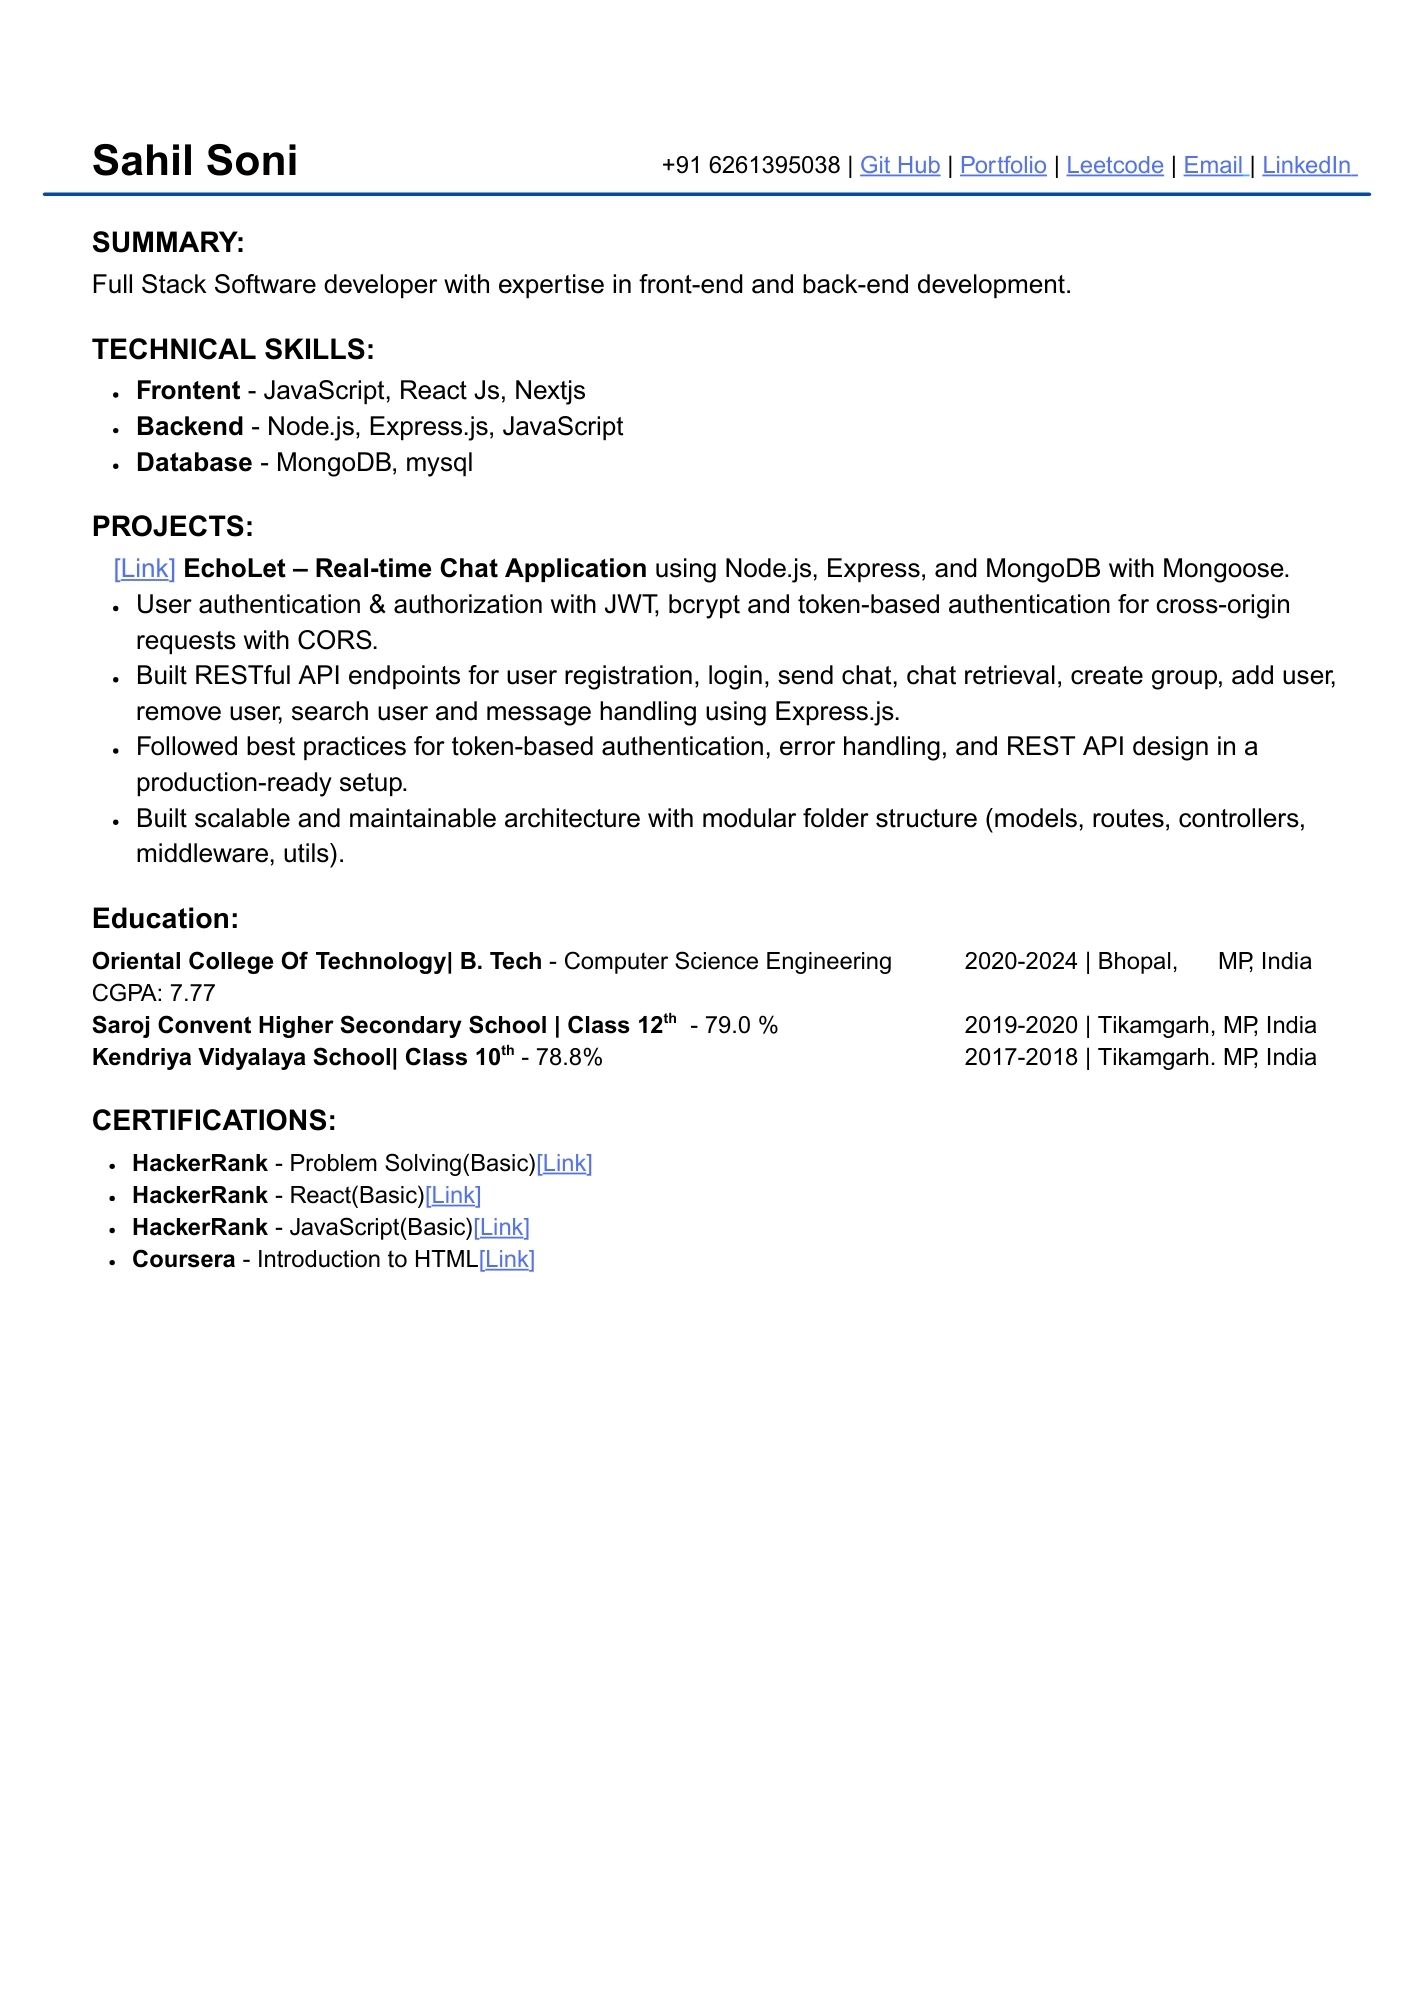 Sahil Soni +91 6261395038 | Git Hub | Portfolio | Leetcode | Email | LinkedIn
SUMMARY:
Full Stack Software developer with expertise in front-end and back-end development.
TECHNICAL SKILLS:
• Frontent - JavaScript, React Js, Nextjs
• Backend - Node.js, Express.js, JavaScript
• Database - MongoDB, mysql
PROJECTS:
[Link] EchoLet – Real-time Chat Application using Node.js, Express, and MongoDB with Mongoose.
• User authentication & authorization with JWT, bcrypt and token-based authentication for cross-origin
requests with CORS.
• Built RESTful API endpoints for user registration, login, send chat, chat retrieval, create group, add user,
remove user, search user and message handling using Express.js.
• Followed best practices for token-based authentication, error handling, and REST API design in a
production-ready setup.
• Built scalable and maintainable architecture with modular folder structure (models, routes, controllers,
middleware, utils).
Education:
Oriental College Of Technology| B. Tech - Computer Science Engineering 2020-2024 | Bhopal, MP, India
CGPA: 7.77
Saroj Convent Higher Secondary School | Class 12th - 79.0 % 2019-2020 | Tikamgarh, MP, India
Kendriya Vidyalaya School| Class 10th - 78.8% 2017-2018 | Tikamgarh. MP, India
CERTIFICATIONS:
• HackerRank - Problem Solving(Basic)[Link]
• HackerRank - React(Basic)[Link]
• HackerRank - JavaScript(Basic)[Link]
• Coursera - Introduction to HTML[Link]